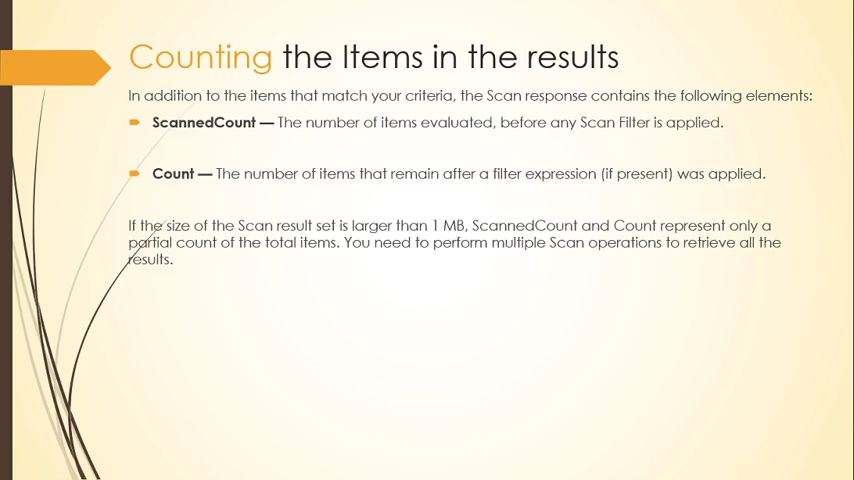 Counting the Items in the results
In addition to the items that match your criteria, the Scan response contains the following elements:
ScannedCount — The number of items evaluated, before any Scan Filter is applied.
Count — The number of items that remain after a filter expression (if present) was applied.
If the size of the Scan result set is larger than 1 MB, ScannedCount and Count represent only a
partial count of the total items. You need to perform multiple Scan operations to retrieve all the
results.